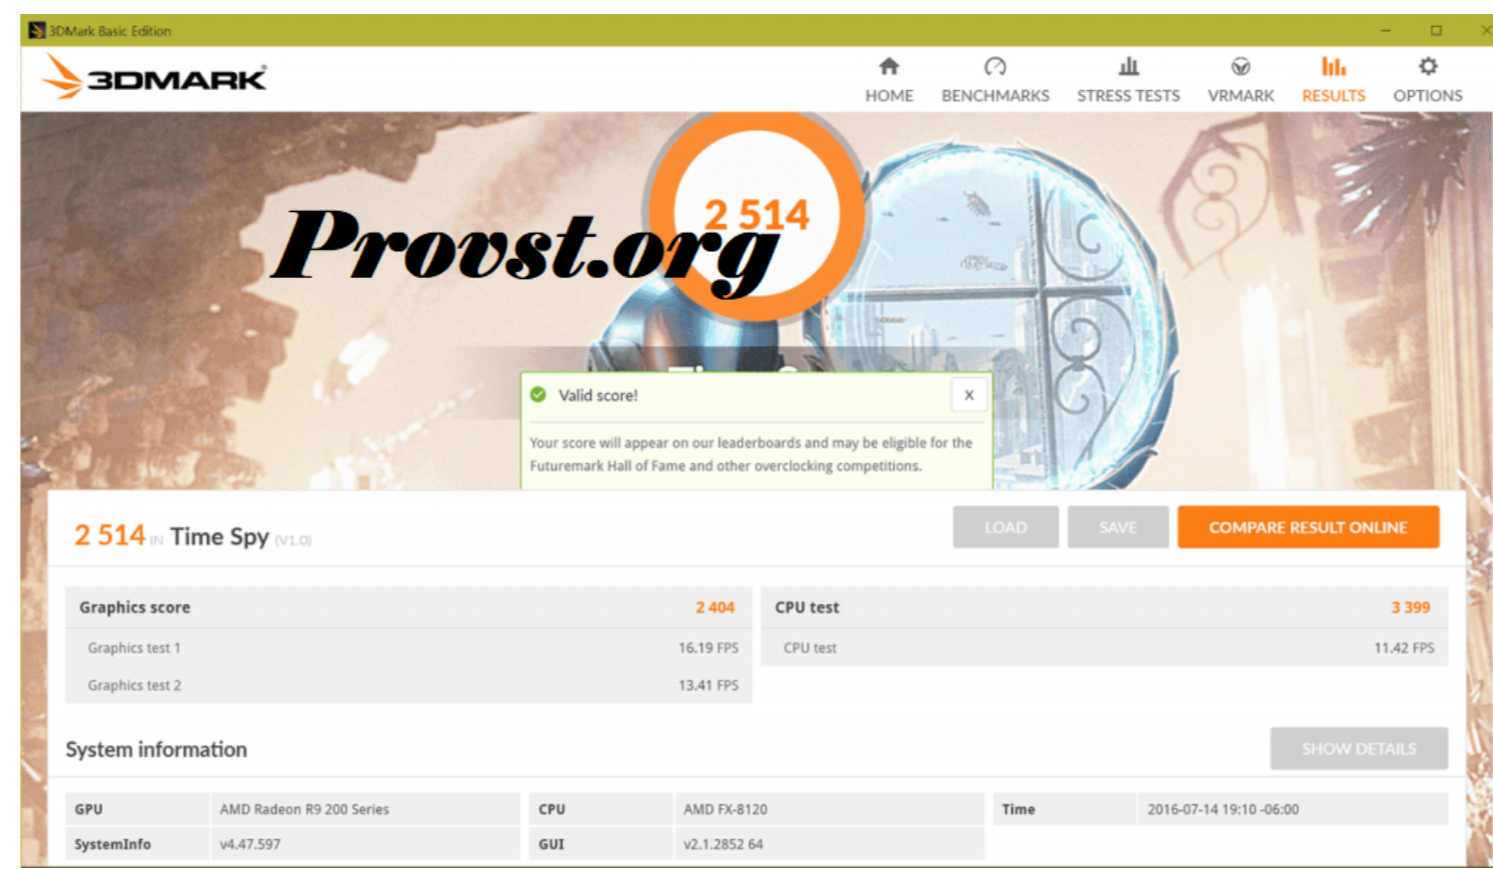 3DMark Basic Edition
3DMARK
HOME BENCHMARKS STRESS TESTS VRMARK RESULTS OPTIONS
2 514
Provst.org
Valid score! X
Your score will appear on our leaderboards and may be eligible for the
Futuremark Hall of Fame and other overclocking competitions.
2 514 IN Time Spy (V1.0) LOAD SAVE COMPARE RESULT ONLINE
Graphics score 2 404 CPU test 3 399
Graphics test 1 16.19 FPS CPU test 11.42 FPS
Graphics test 2 13.41 FPS
System information SHOW DETAILS
GPU AMD Radeon R9 200 Series CPU AMD FX-8120 Time 2016-07-14 19:10 -06:00
SystemInfo v4.47.597 GUI v2.1.2852 64